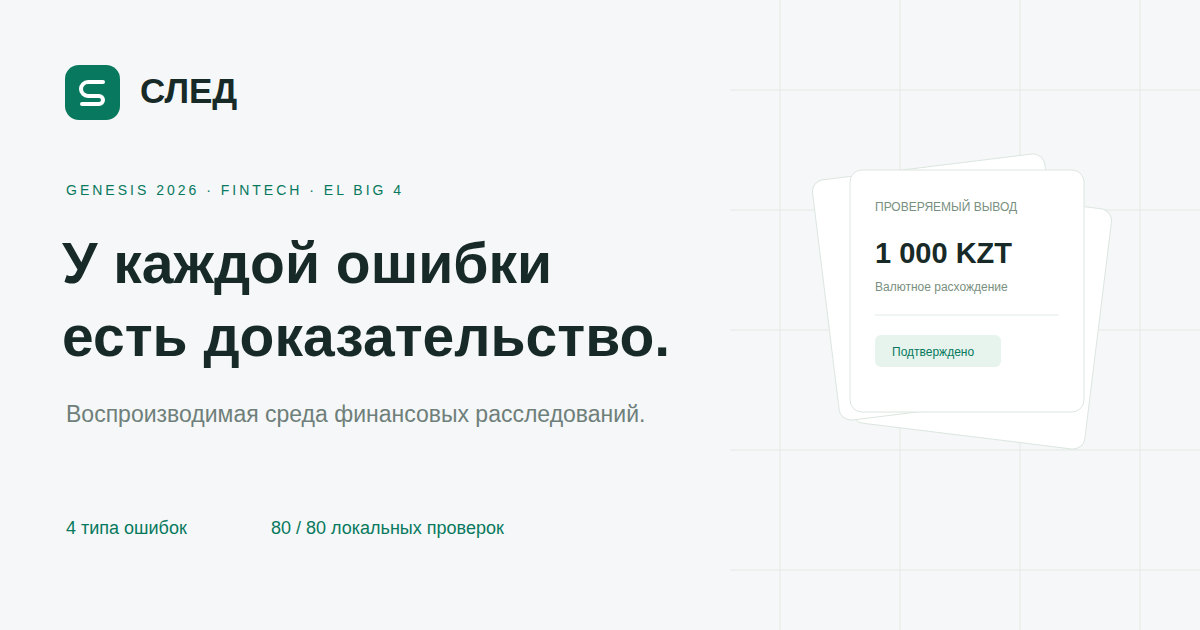 СЛЕД
GENESIS 2026 · FINTECH · EL BIG 4
У каждой ошибки
есть доказательство.
Воспроизводимая среда финансовых расследований.
4 типа ошибок
80 / 80 локальных проверок
ПРОВЕРЯЕМЫЙ ВЫВОД
1 000 KZT
Валютное расхождение
Подтверждено